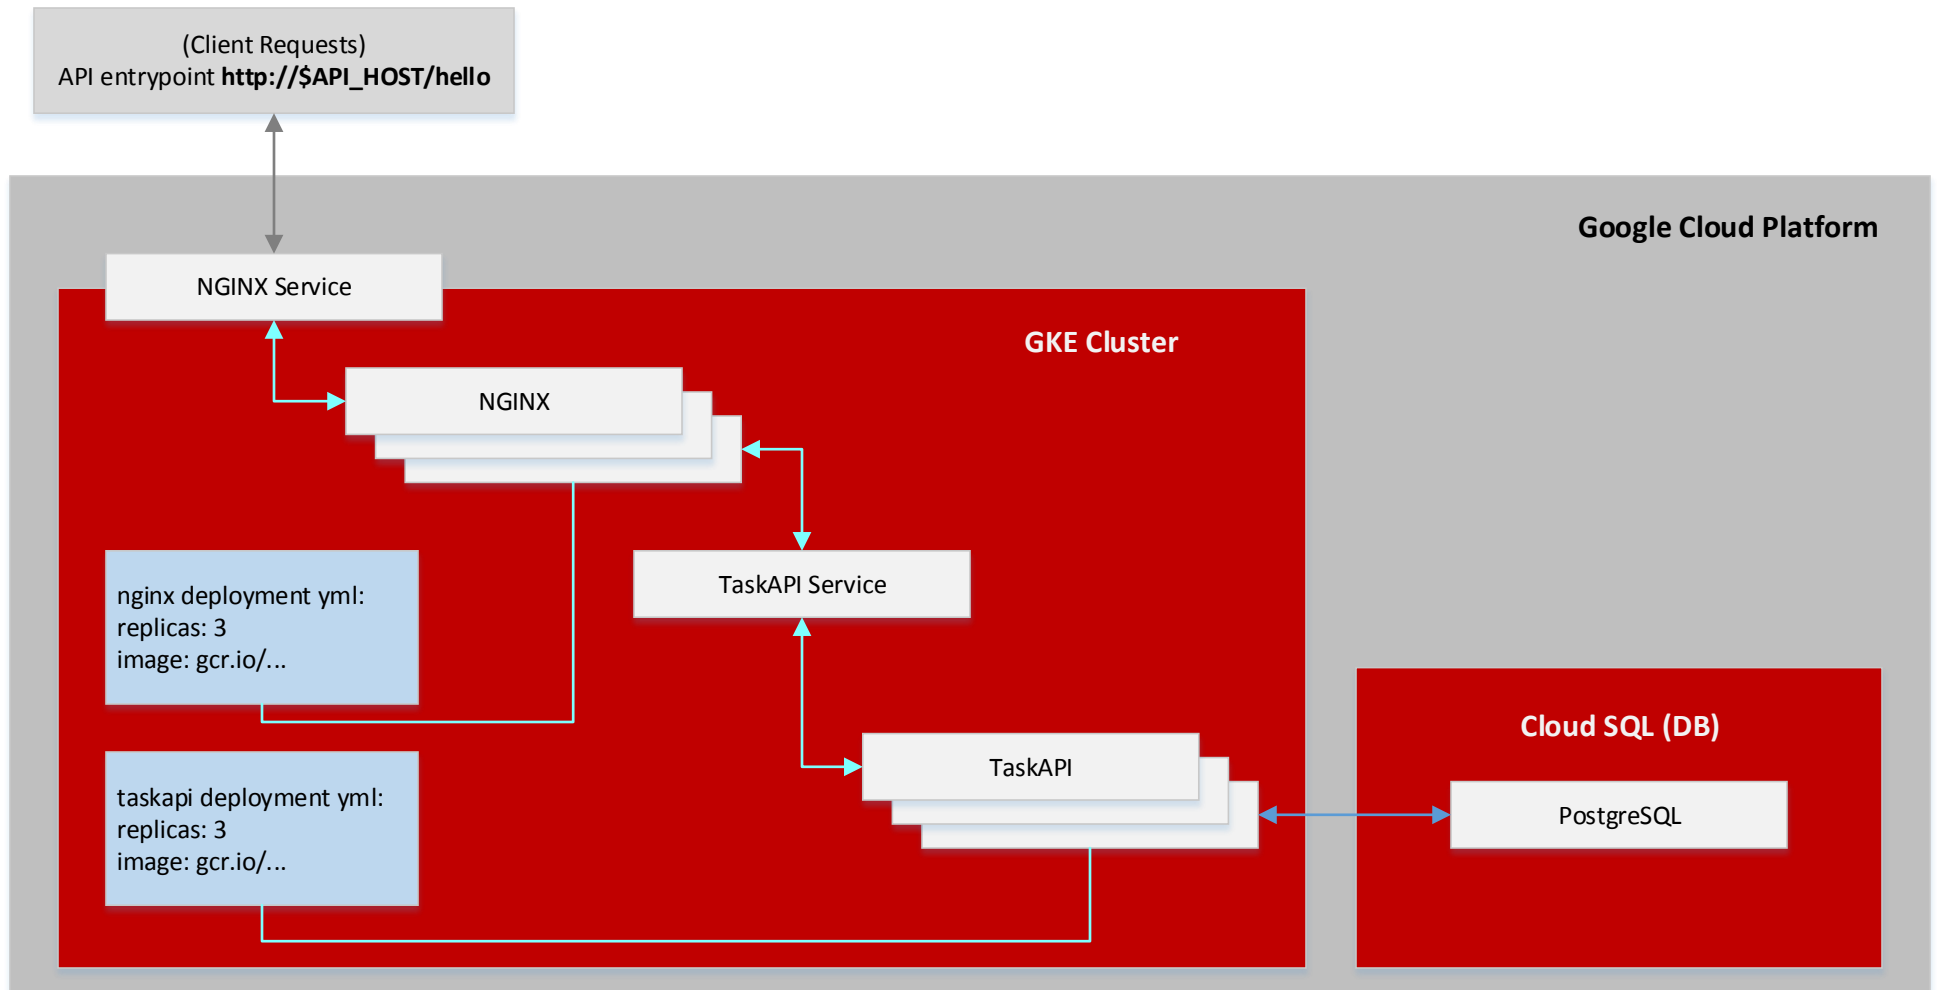 (Client Requests)
API entrypoint http://$API_HOST/hello
Google Cloud Platform
NGINX Service
GKE Cluster
NGINX
nginx deployment yml:
replicas: 3
image: gcr.io/...
TaskAPI Service
taskapi deployment yml:
replicas: 3
image: gcr.io/...
TaskAPI
Cloud SQL (DB)
PostgreSQL